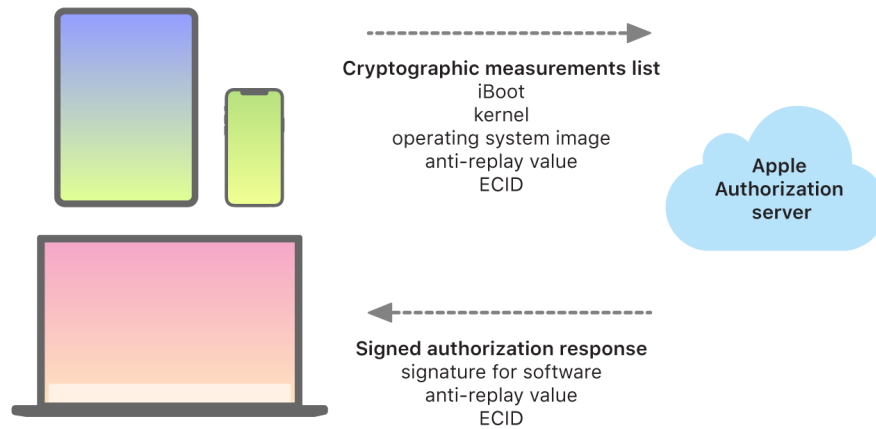 Cryptographic measurements list
iBoot
kernel
operating system image
anti-replay value
ECID
Apple
Authorization
server
Signed authorization response
signature for software
anti-replay value
ECID